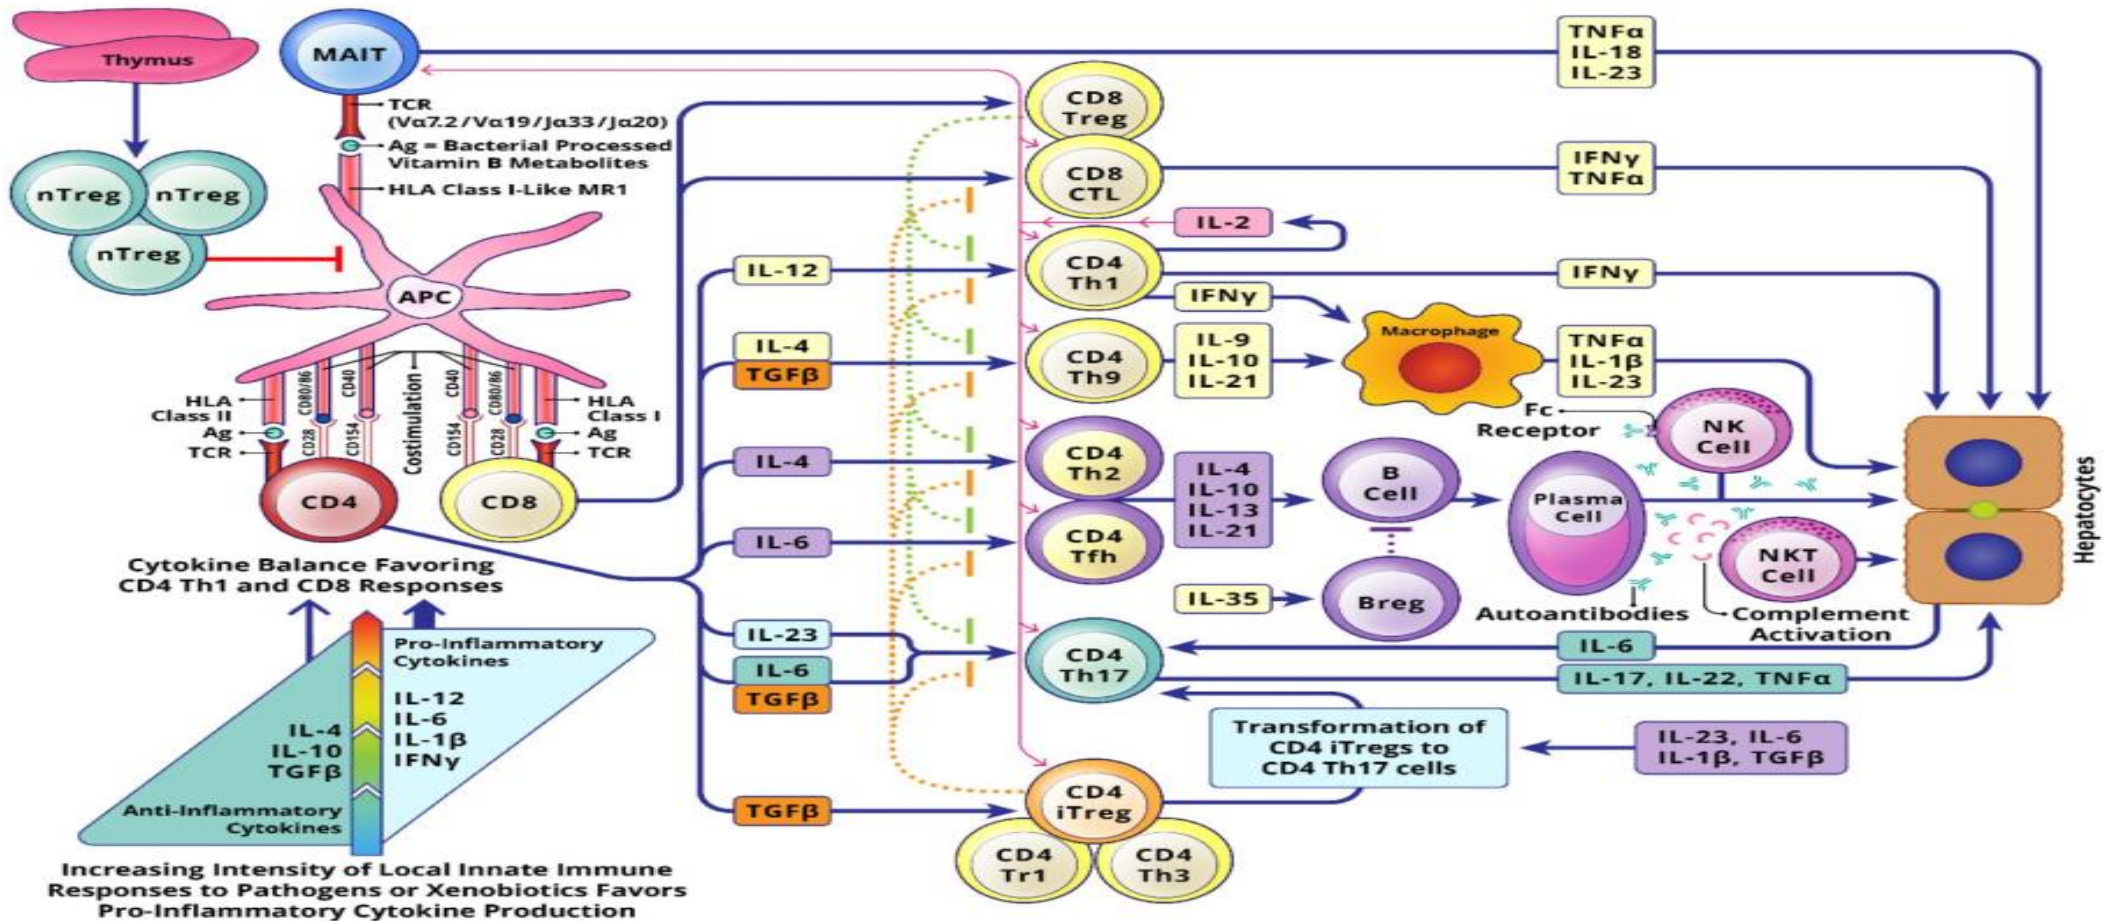 Thymus
MAIT
nTreg
nTreg
nTreg
TCR
(Vα7.2/Vα19/Jα33/Jα20)
Ag = Bacterial Processed
Vitamin B Metabolites
HLA Class I-Like MR1
APC
HLA
Class II
Ag
TCR
CD80/86
CD40
CD28
CD154
Costimulation
CD40
CD80/86
CD154
CD28
HLA
Class I
Ag
TCR
CD4
CD8
Cytokine Balance Favoring
CD4 Th1 and CD8 Responses
Pro-Inflammatory
Cytokines
IL-12
IL-6
IL-1β
IFNγ
IL-4
IL-10
TGFβ
Anti-Inflammatory
Cytokines
Increasing Intensity of Local Innate Immune
Responses to Pathogens or Xenobiotics Favors
Pro-Inflammatory Cytokine Production
IL-12
IL-4
TGFβ
IL-4
IL-6
IL-23
IL-6
TGFβ
TGFβ
CD8
Treg
CD8
CTL
CD4
Th1
CD4
Th9
CD4
Th2
CD4
Tfh
CD4
Th17
CD4
iTreg
CD4
Tr1
CD4
Th3
IL-2
IFNγ
IL-9
IL-10
IL-21
IL-4
IL-10
IL-13
IL-21
IL-35
Macrophage
B
Cell
Breg
Plasma
Cell
TNFα
IL-18
IL-23
IFNγ
TNFα
IFNγ
TNFα
IL-1β
IL-23
Fc
Receptor
NK
Cell
NKT
Cell
Autoantibodies
Complement
Activation
Hepatocytes
IL-6
IL-17, IL-22, TNFα
Transformation of
CD4 iTregs to
CD4 Th17 cells
IL-23, IL-6
IL-1β, TGFβ